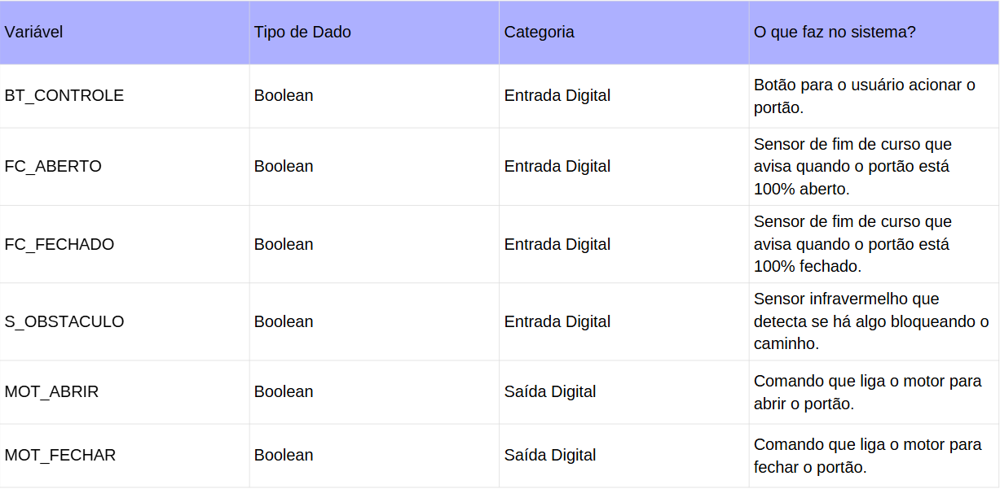 Variável Tipo de Dado Categoria O que faz no sistema?
BT_CONTROLE Boolean Entrada Digital Botão para o usuário acionar o
portão.
FC_ABERTO Boolean Entrada Digital Sensor de fim de curso que
avisa quando o portão está
100% aberto.
FC_FECHADO Boolean Entrada Digital Sensor de fim de curso que
avisa quando o portão está
100% fechado.
S_OBSTACULO Boolean Entrada Digital Sensor infravermelho que
detecta se há algo bloqueando o
caminho.
MOT_ABRIR Boolean Saída Digital Comando que liga o motor para
abrir o portão.
MOT_FECHAR Boolean Saída Digital Comando que liga o motor para
fechar o portão.